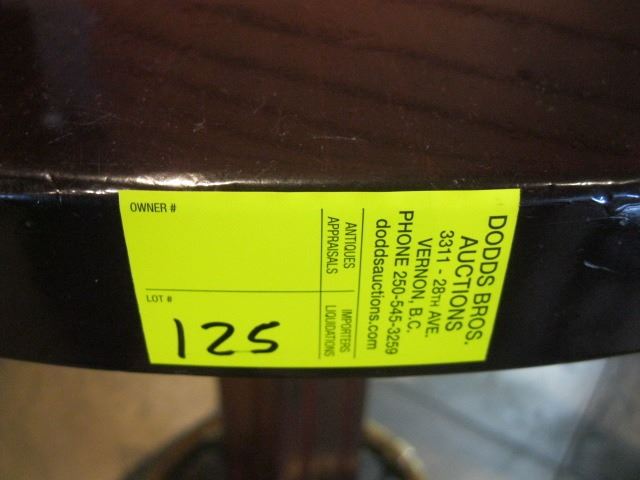 OWNER #
LOT #
125
ANTIQUES
APPRAISALS
IMPORTERS
LIQUIDATIONS
DODDS BROS.
AUCTIONS
3311 - 28TH AVE.
VERNON, B.C.
PHONE 250-545-3259
doddsauctions.com